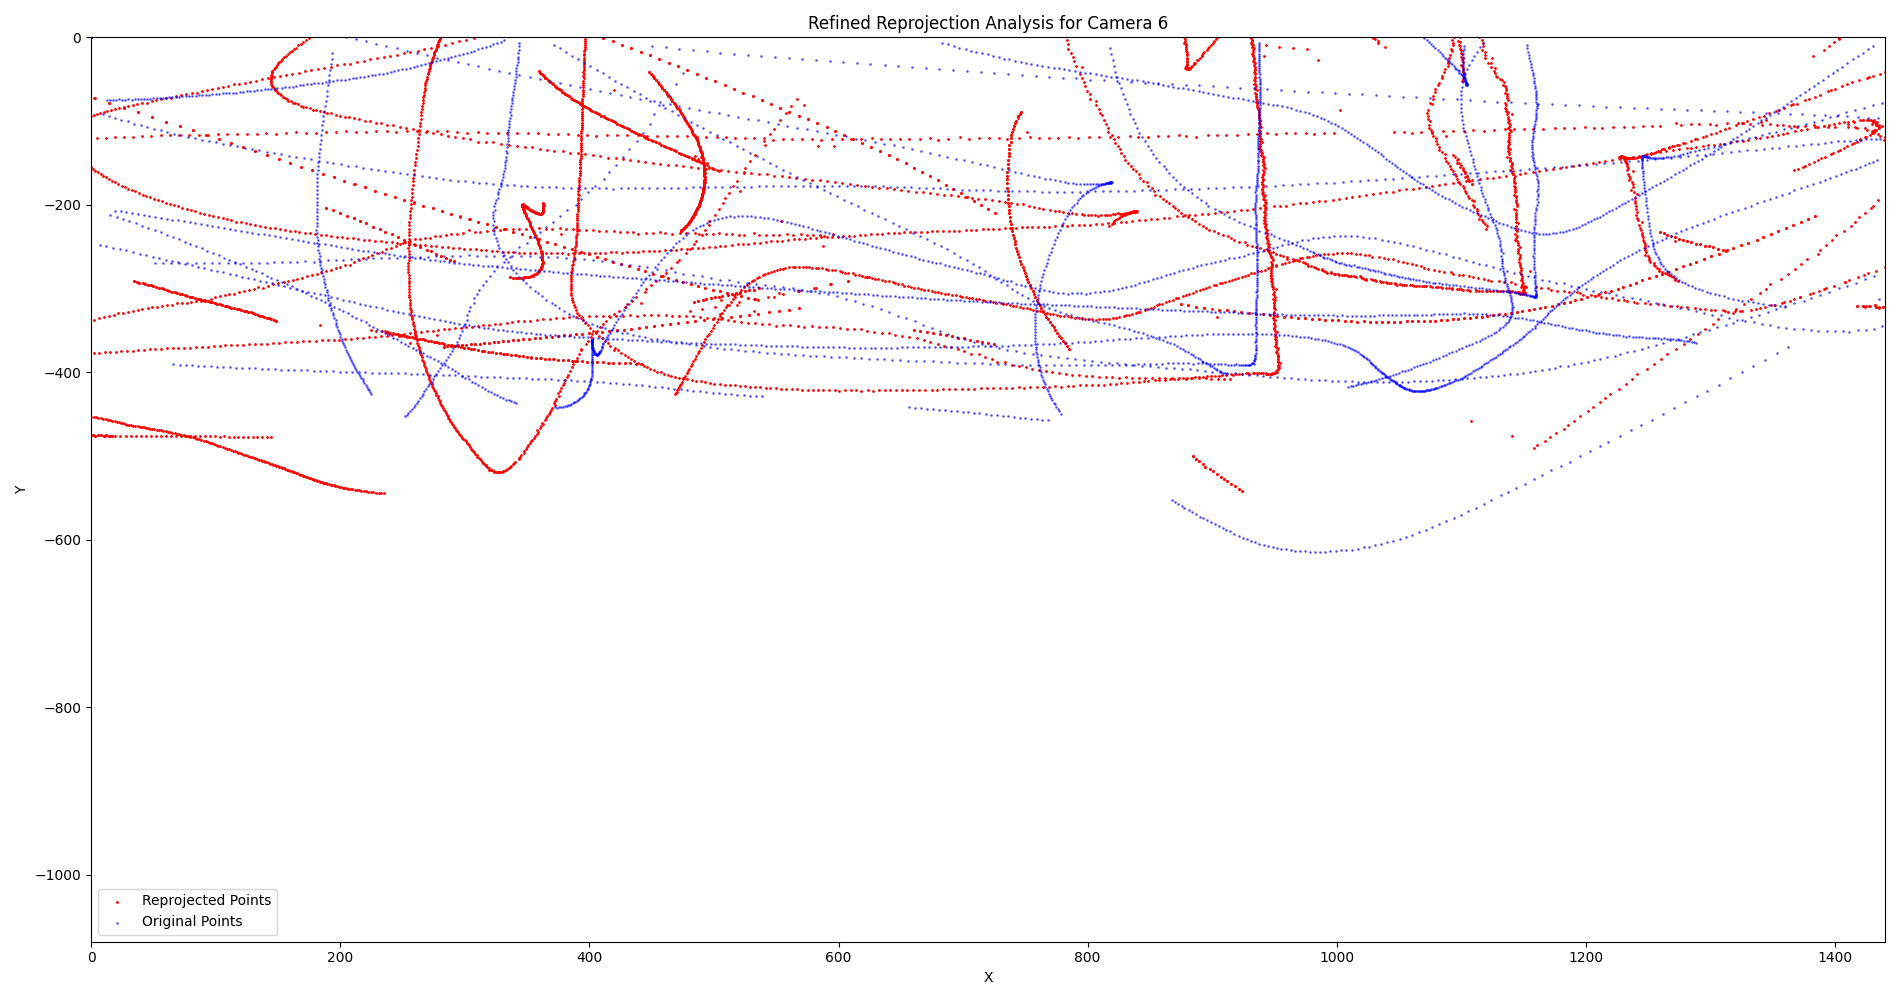 Refined Reprojection Analysis for Camera 6
0
−200
−400
−600
−800
−1000
Y
Reprojected Points
Original Points
0 200 400 600 800 1000 1200 1400
X